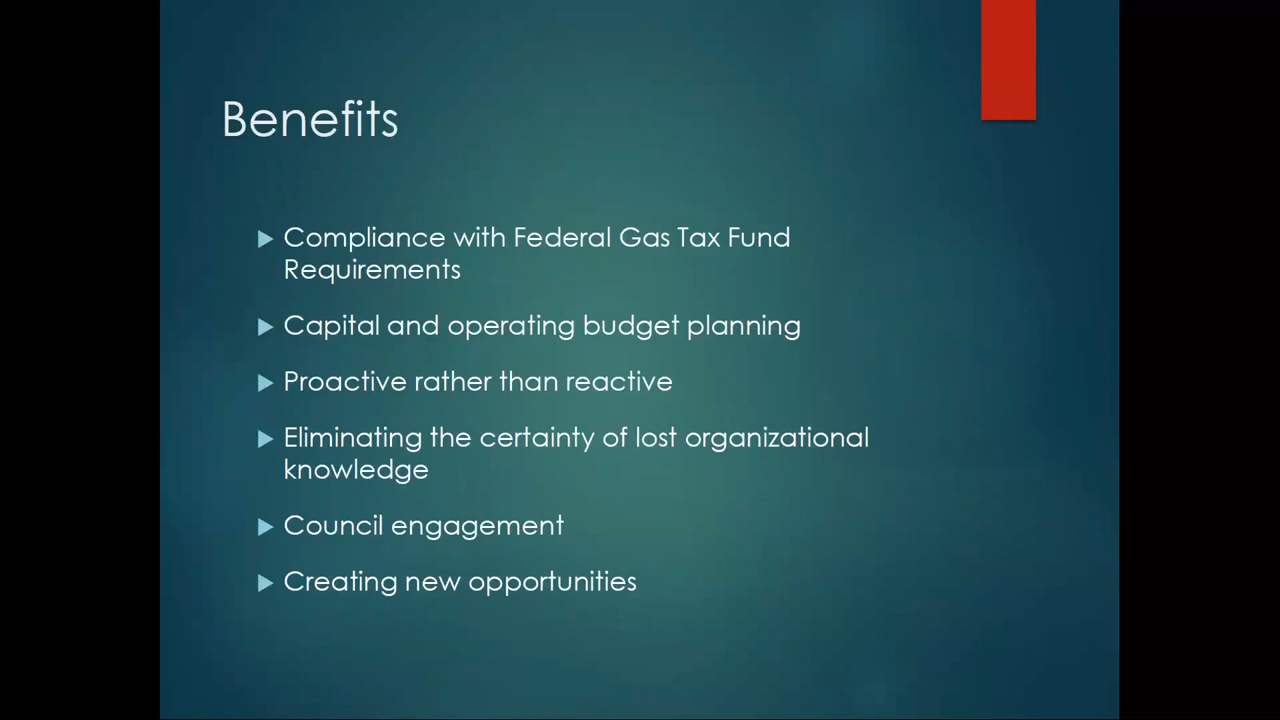 Benefits
Compliance with Federal Gas Tax Fund
Requirements
Capital and operating budget planning
Proactive rather than reactive
Eliminating the certainty of lost organizational
knowledge
Council engagement
Creating new opportunities